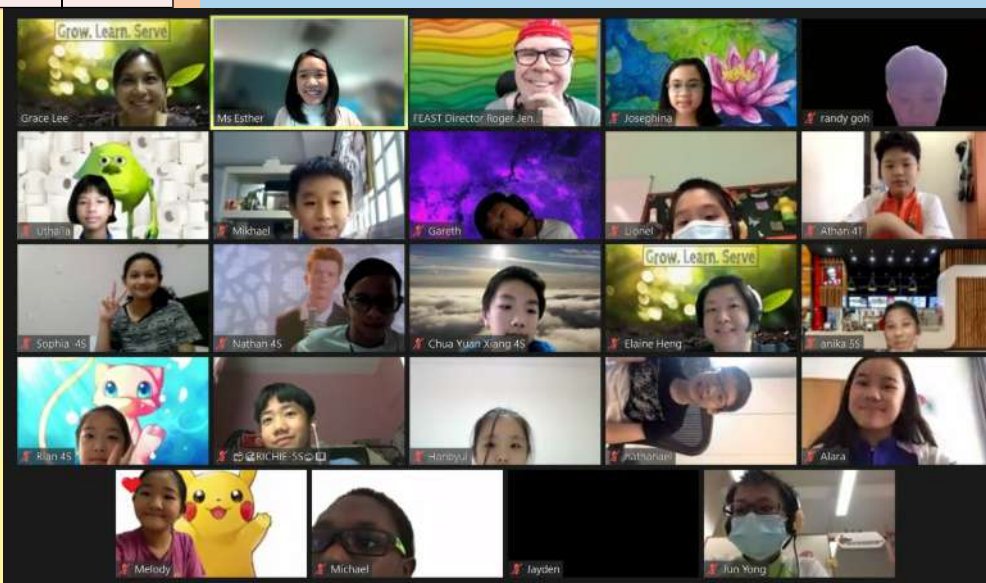 Grow. Learn. Serve
Grace Lee
Ms Esther
FEAST Director Roger Jen...
Josephina
randy goh
Uthaila
Mikhael
Gareth
Lionel
Athan 4T
Sophia 4S
Nathan 4S
Chua Yuan Xiang 4S
Grow. Learn. Serve
Elaine Heng
anika 5S
Rian 4S
RICHIE-5S
Hanbyul
nathanael
Alara
Melody
Michael
Jayden
Jun Yong